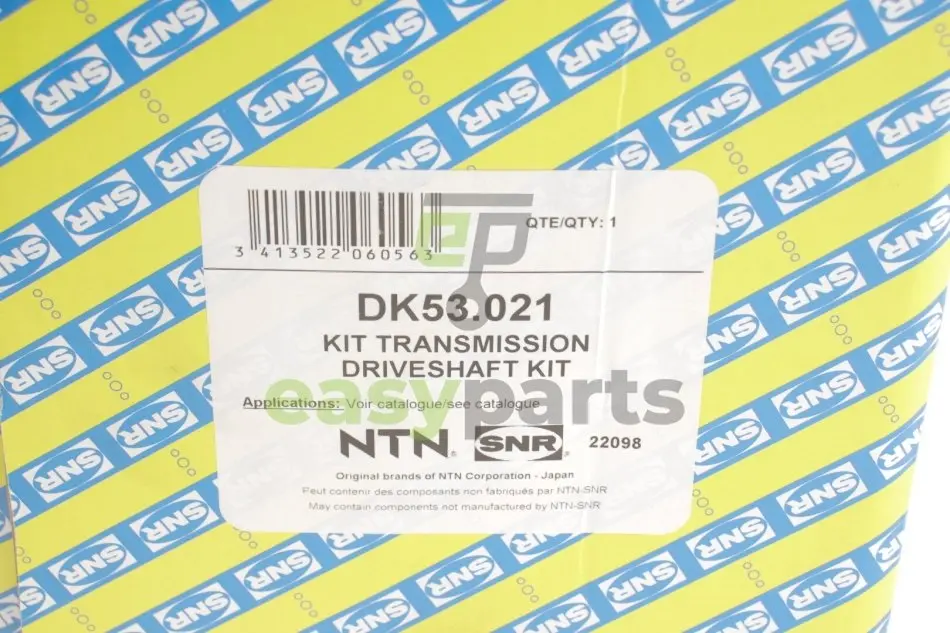 QTE/QTY: 1
3 413522 060563
ep
DK53.021
KIT TRANSMISSION
DRIVESHAFT KIT
easyparts
Applications: Voir catalogue/see catalogue
NTN® SNR® 22098
Original brands of NTN Corporation - Japan
Peut contenir des composants non fabriqués par NTN-SNR
May contain components not manufactured by NTN-SNR
SNR